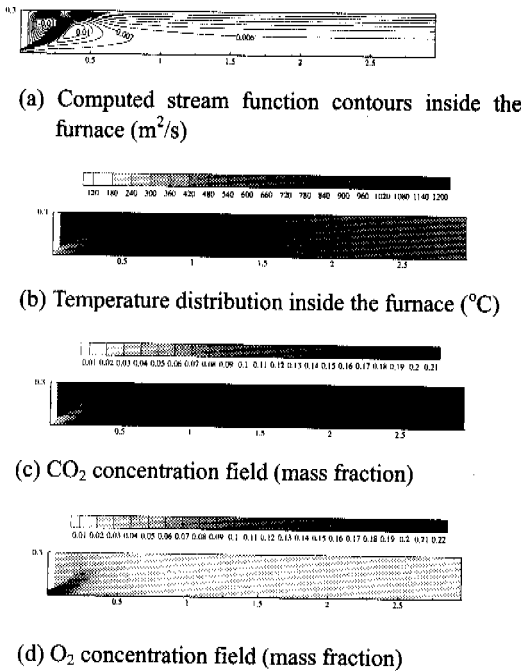 0.3
0.01
0.01
0.007
0.006
0.5 1 1.5 2 2.5
(a) Computed stream function contours inside the
furnace (m²/s)
120 180 240 300 360 420 480 540 600 660 720 780 840 900 960 1020 1080 1140 1200
0.3
0.5 1 1.5 2 2.5
(b) Temperature distribution inside the furnace (°C)
0.01 0.02 0.03 0.04 0.05 0.06 0.07 0.08 0.09 0.1 0.11 0.12 0.13 0.14 0.15 0.16 0.17 0.18 0.19 0.2 0.21
0.3
0.5 1 1.5 2 2.5
(c) CO₂ concentration field (mass fraction)
0.01 0.02 0.03 0.04 0.05 0.06 0.07 0.08 0.09 0.1 0.11 0.12 0.13 0.14 0.15 0.16 0.17 0.18 0.19 0.2 0.21 0.22
0.3
0.5 1 1.5 2 2.5
(d) O₂ concentration field (mass fraction)